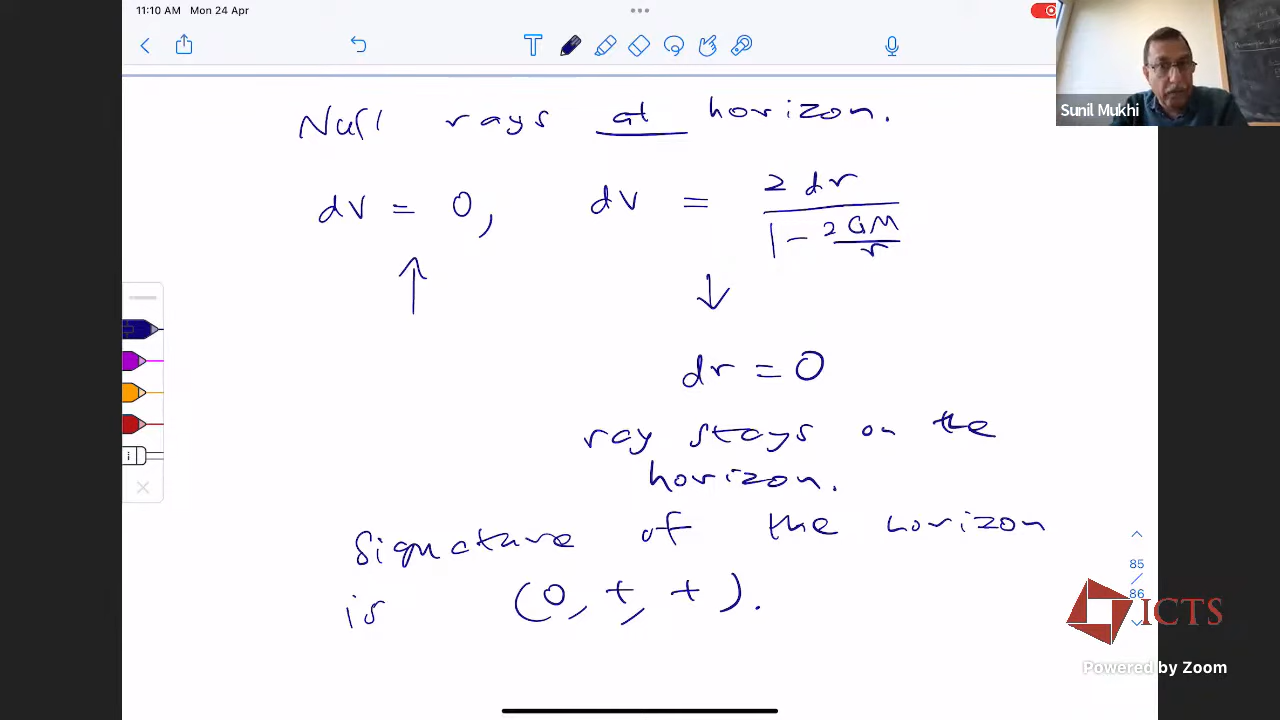 11:10 AM Mon 24 Apr
Sunil Mukhi
Null rays at horizon.
dv = 0, dv = 2 dr / 1 - 2GM/r
↑ ↓
dr = 0
ray stays on the
horizon.
Signature of the horizon
is (0, +, +).
85
/
86
ICTS
Powered by Zoom